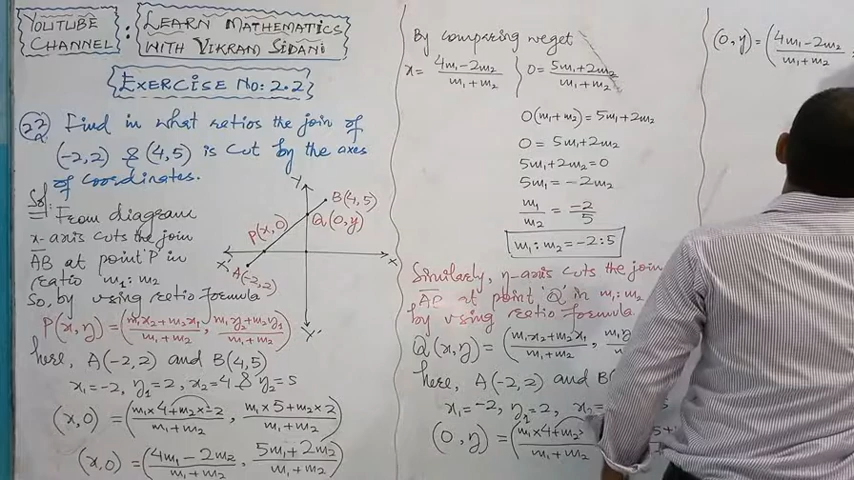 YOUTUBE CHANNEL : LEARN MATHEMATICS
WITH VIKRAM SIDANI
EXERCISE NO: 2.2
Q22 Find in what ratios the join of
(-2,2) & (4,5) is cut by the axes
of coordinates.
Sol: From diagram
x-axis cuts the join
AB at point 'P' in
ratio m₁:m₂
So, by using ratio formula
P(x,y) = (m₁x₂+m₂x₁/m₁+m₂, m₁y₂+m₂y₁/m₁+m₂)
here, A(-2,2) and B(4,5)
x₁=-2, y₁=2, x₂=4 & y₂=5
(x,0) = (m₁×4+m₂×-2/m₁+m₂, m₁×5+m₂×2/m₁+m₂)
(x,0) = (4m₁-2m₂/m₁+m₂, 5m₁+2m₂/m₁+m₂)
Y
B(4,5)
Q(0,y)
P(x,0)
X'
X
A(-2,2)
Y'
By comparing we get
x= 4m₁-2m₂/m₁+m₂ | 0= 5m₁+2m₂/m₁+m₂
0(m₁+m₂) = 5m₁+2m₂
0 = 5m₁+2m₂
5m₁+2m₂=0
5m₁ = -2m₂
m₁/m₂ = -2/5
m₁:m₂ = -2:5
Similarly, y-axis cuts the join
AB at point 'Q' in m₁:m₂
by using ratio formula
Q(x,y) = (m₁x₂+m₂x₁/m₁+m₂, m₁y
here, A(-2,2) and B(
x₁=-2, y₁=2, x₂=
(0,y) = (m₁×4+m₂×/m₁+m₂,
(0,y) = (4m₁-2m₂/m₁+m₂,